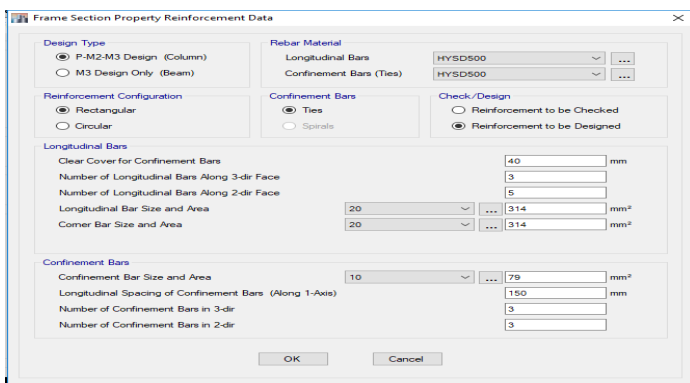 Frame Section Property Reinforcement Data
Design Type
P-M2-M3 Design (Column)
M3 Design Only (Beam)
Rebar Material
Longitudinal Bars HYSD500 ...
Confinement Bars (Ties) HYSD500 ...
Reinforcement Configuration
Rectangular
Circular
Confinement Bars
Ties
Spirals
Check/Design
Reinforcement to be Checked
Reinforcement to be Designed
Longitudinal Bars
Clear Cover for Confinement Bars 40 mm
Number of Longitudinal Bars Along 3-dir Face 3
Number of Longitudinal Bars Along 2-dir Face 5
Longitudinal Bar Size and Area 20 ... 314 mm²
Corner Bar Size and Area 20 ... 314 mm²
Confinement Bars
Confinement Bar Size and Area 10 ... 79 mm²
Longitudinal Spacing of Confinement Bars (Along 1-Axis) 150 mm
Number of Confinement Bars in 3-dir 3
Number of Confinement Bars in 2-dir 3
OK Cancel